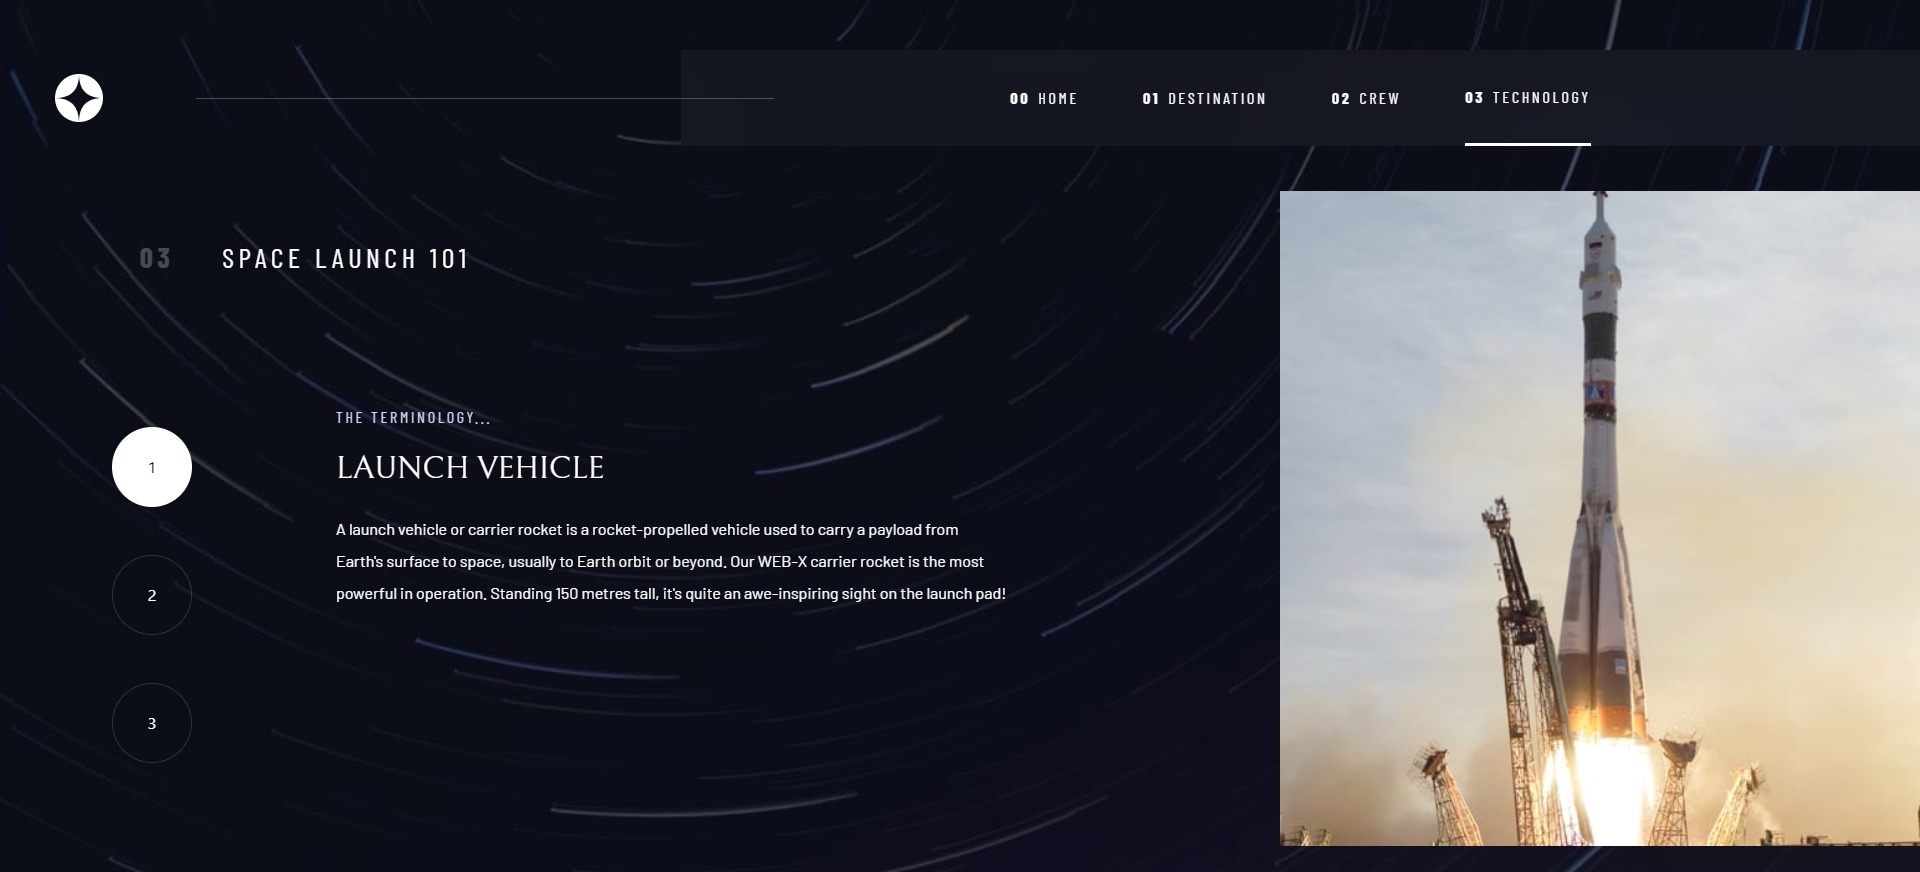 00 HOME
01 DESTINATION
02 CREW
03 TECHNOLOGY
03 SPACE LAUNCH 101
THE TERMINOLOGY...
LAUNCH VEHICLE
A launch vehicle or carrier rocket is a rocket-propelled vehicle used to carry a payload from
Earth's surface to space, usually to Earth orbit or beyond. Our WEB-X carrier rocket is the most
powerful in operation. Standing 150 metres tall, it's quite an awe-inspiring sight on the launch pad!
1
2
3